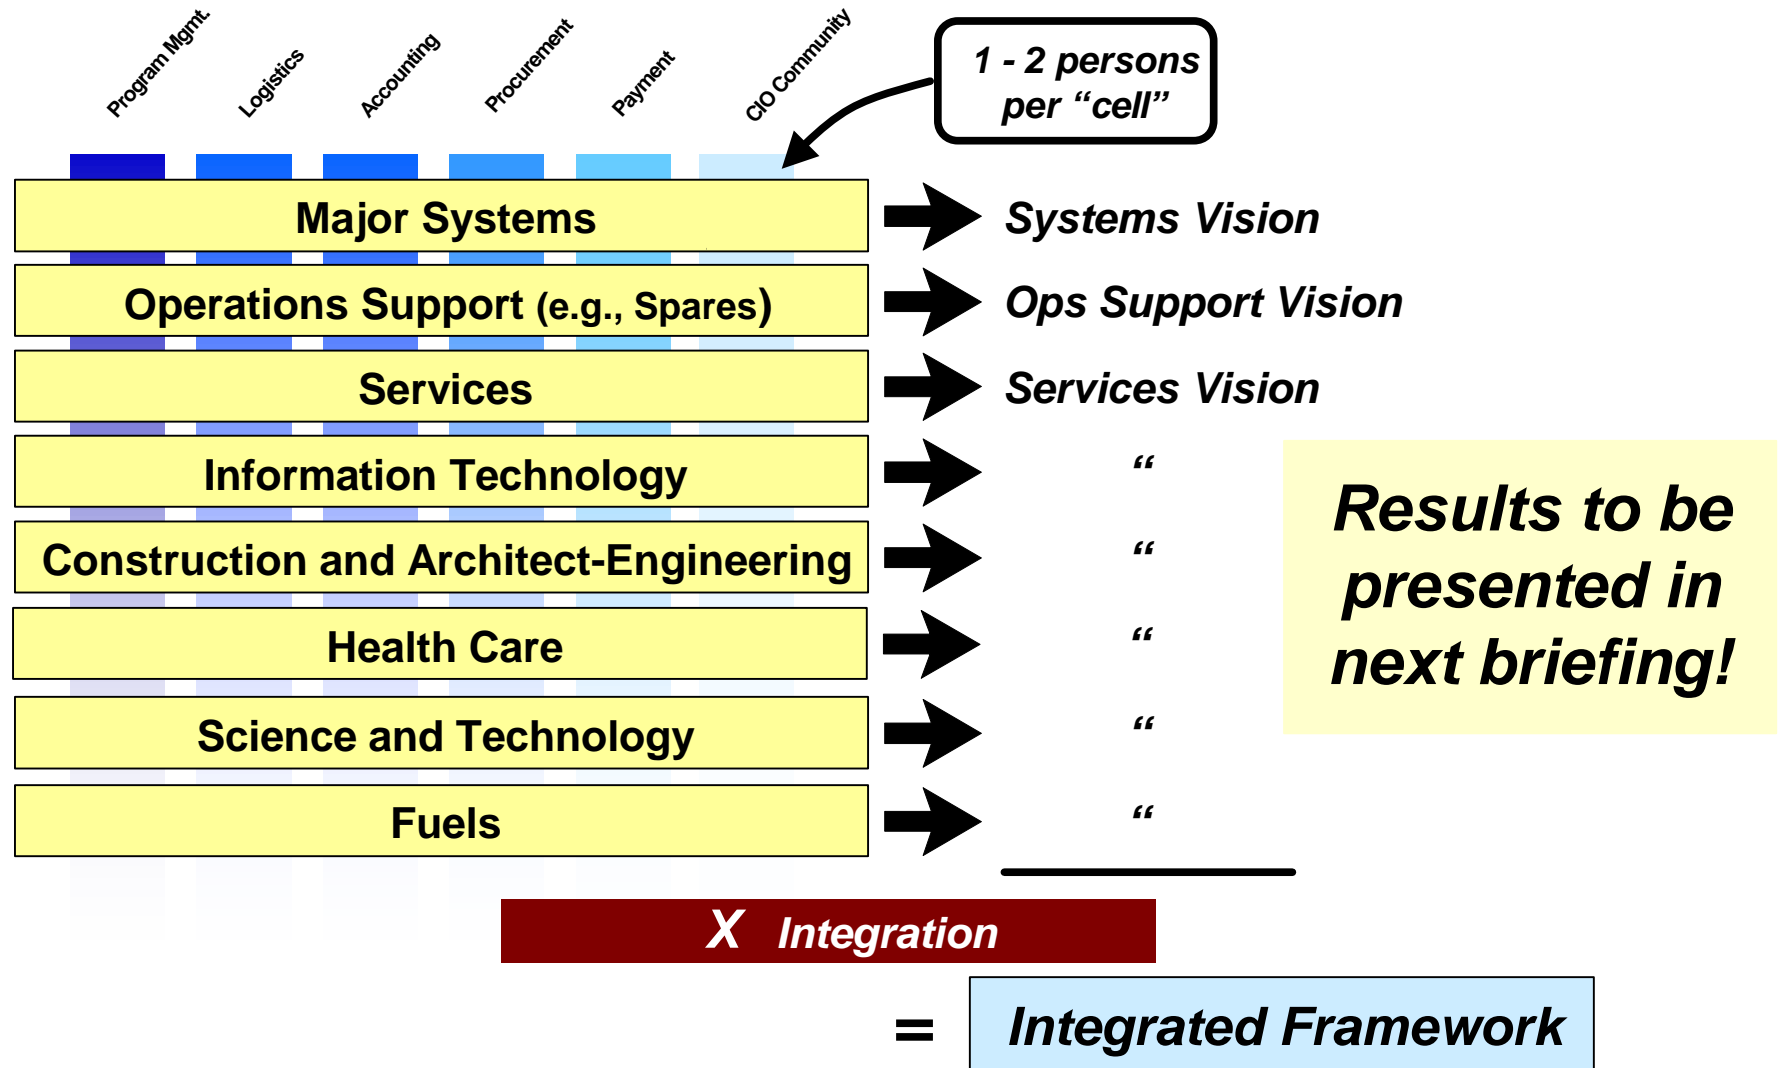 Program Mgmt.
Logistics
Accounting
Procurement
Payment
CIO Community
1 - 2 persons
per “cell”
Major Systems
Systems Vision
Operations Support (e.g., Spares)
Ops Support Vision
Services
Services Vision
Information Technology
“
Construction and Architect-Engineering
“
Health Care
“
Science and Technology
“
Fuels
“
Results to be
presented in
next briefing!
X Integration
= Integrated Framework